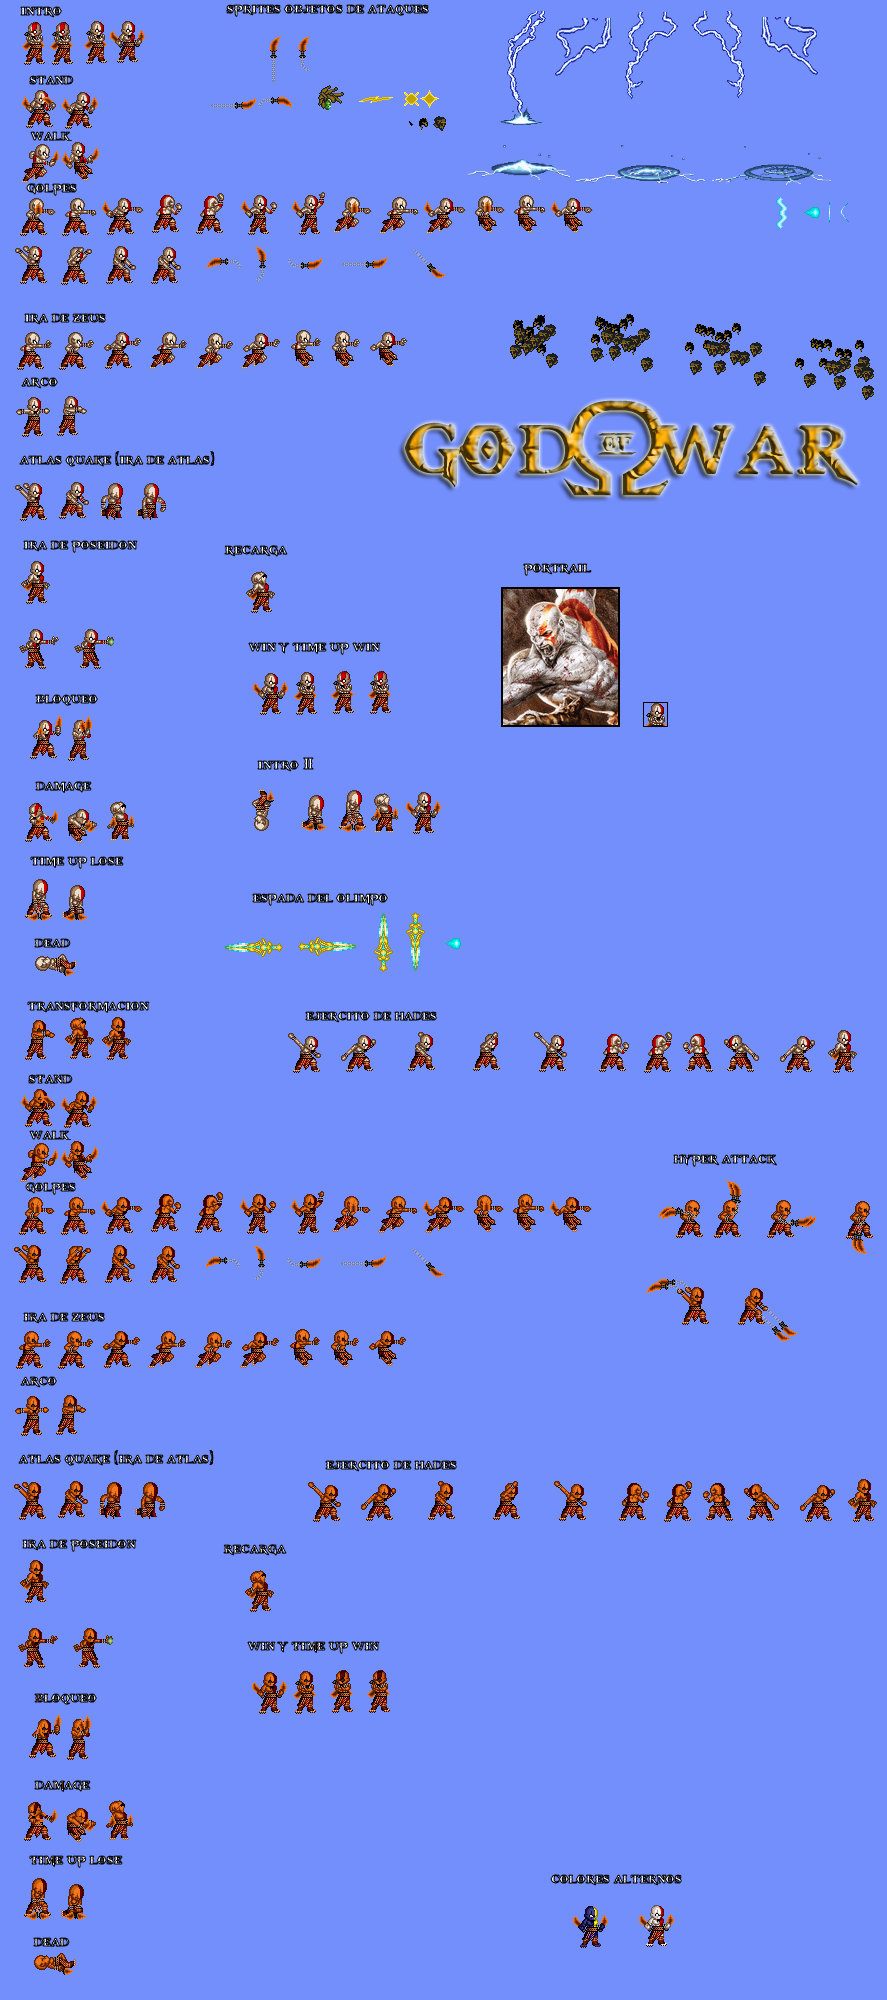 INTRO
SPRITES OBJETOS DE ATAQUES
STAND
WALK
GOLPES
IRA DE ZEUS
ARCO
GOD OF WAR
ATLAS QUAKE (IRA DE ATLAS)
IRA DE POSEIDON
RECARGA
PORTRAIL
WIN Y TIME UP WIN
BLOQUEO
INTRO II
DAMAGE
TIME UP LOSE
ESPADA DEL OLIMPO
DEAD
TRANSFORMACION
EJERCITO DE HADES
STAND
WALK
HYPER ATTACK
GOLPES
IRA DE ZEUS
ARCO
ATLAS QUAKE (IRA DE ATLAS)
EJERCITO DE HADES
IRA DE POSEIDON
RECARGA
WIN Y TIME UP WIN
BLOQUEO
DAMAGE
TIME UP LOSE
COLORES ALTERNOS
DEAD